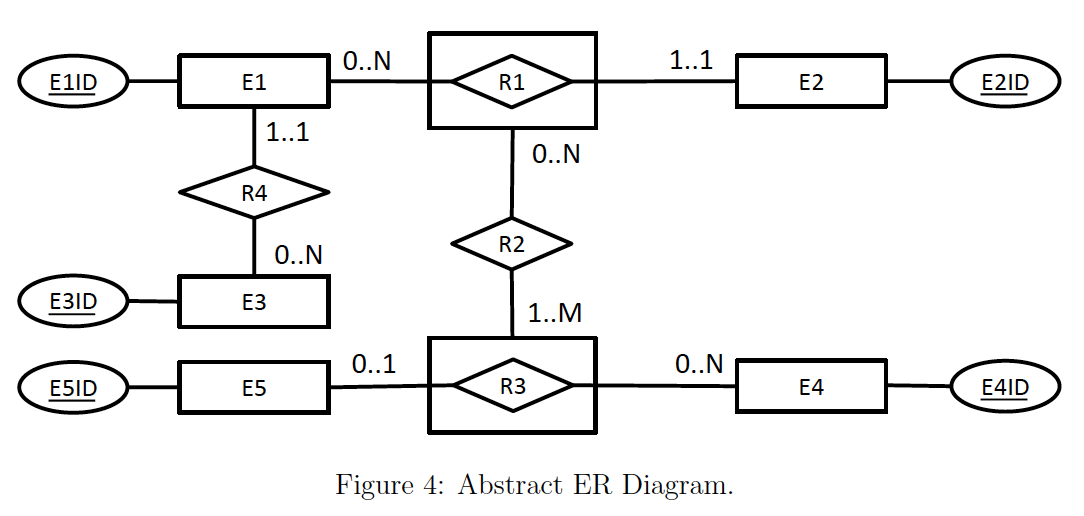 E1ID E1 0..N R1 1..1 E2 E2ID
1..1 0..N
R4
R2
0..N
E3ID E3 1..M
E5ID E5 0..1 R3 0..N E4 E4ID
Figure 4: Abstract ER Diagram.